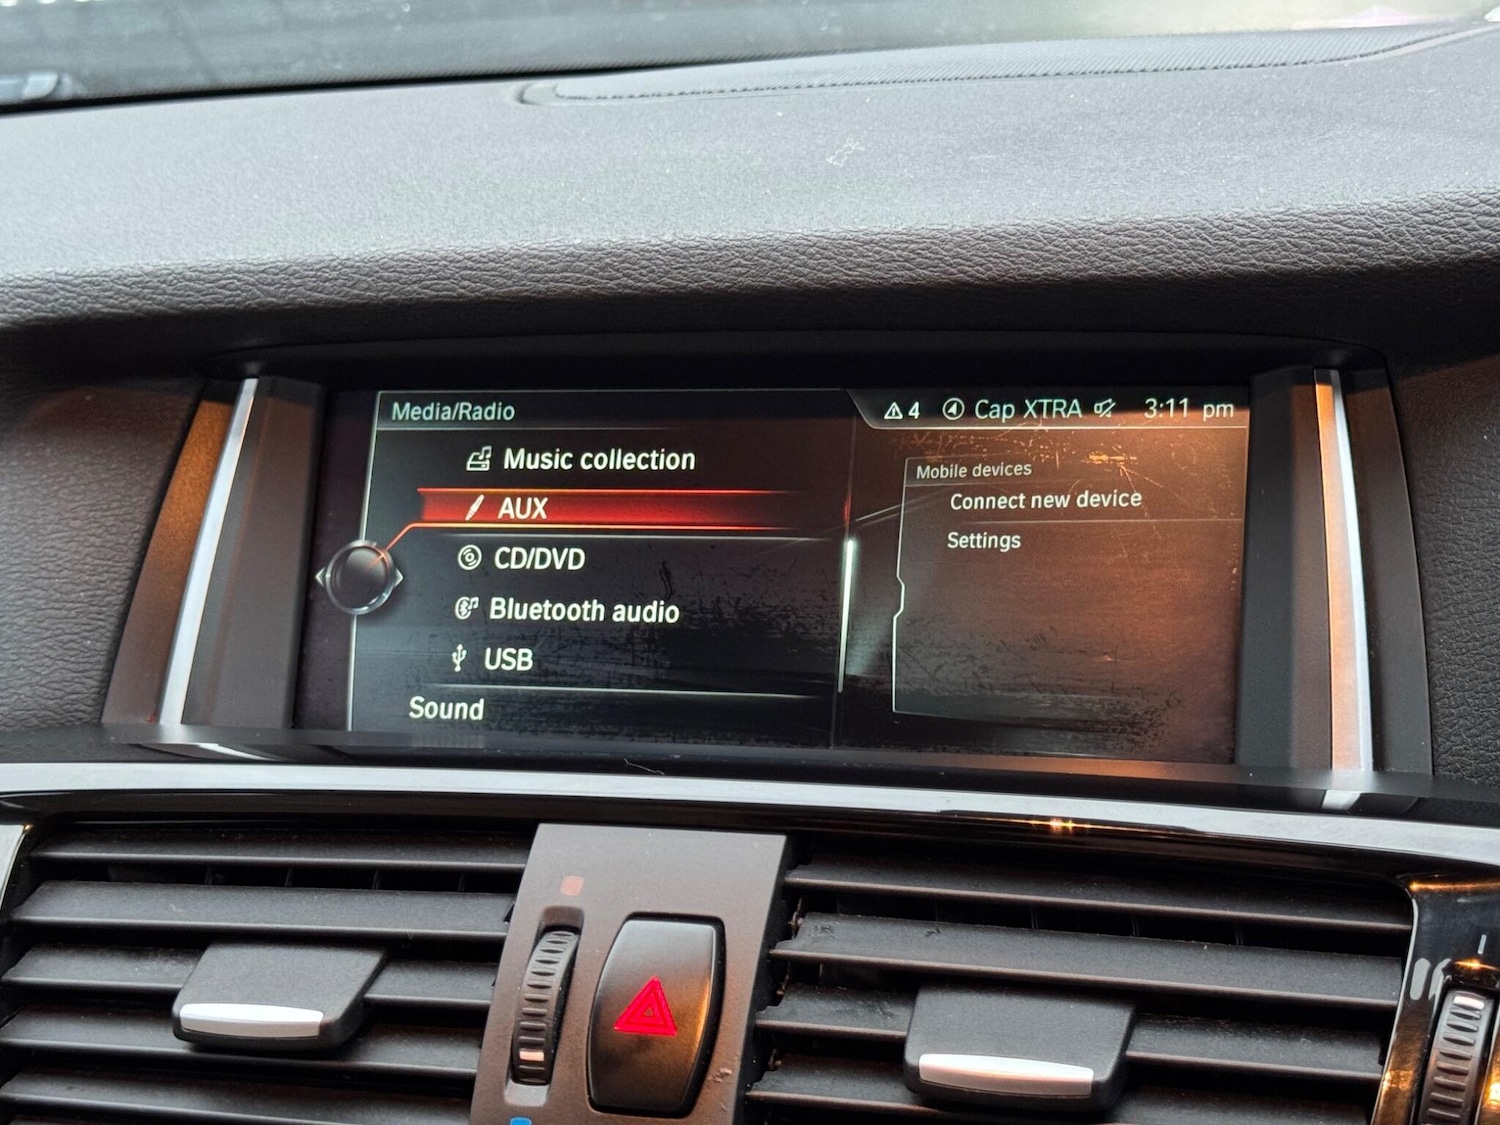 Media/Radio
4 Cap XTRA 3:11 pm
Music collection
AUX
CD/DVD
Bluetooth audio
USB
Sound
Mobile devices
Connect new device
Settings